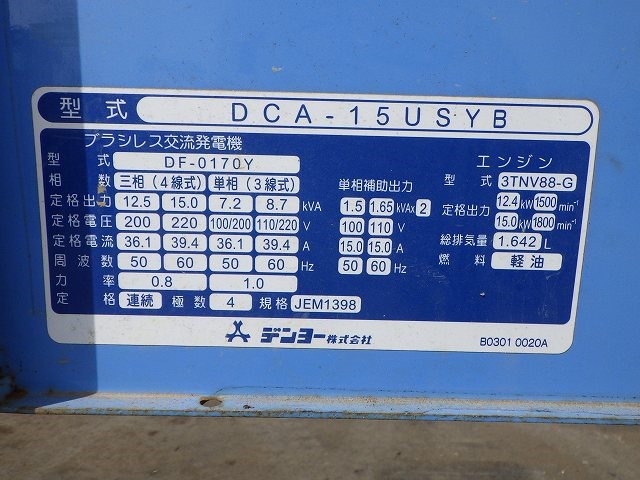 型式 DCA-15USYB
ブラシレス交流発電機
型式 DF-0170Y
相数 三相(4線式) 単相(3線式)
定格出力 12.5 15.0 7.2 8.7 kVA
定格電圧 200 220 100/200 110/220 V
定格電流 36.1 39.4 36.1 39.4 A
周波数 50 60 50 60 Hz
力率 0.8 1.0
定格 連続 極数 4 規格 JEM1398
単相補助出力
1.5 1.65 kVAx 2
100 110 V
15.0 15.0 A
50 60 Hz
エンジン
型式 3TNV88-G
定格出力 12.4 kW 1500 min⁻¹
15.0 kW 1800 min⁻¹
総排気量 1.642 L
燃料 軽油
デンヨー株式会社
B0301 0020A